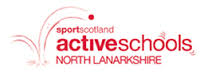 sportscotland
activeschools
NORTH LANARKSHIRE